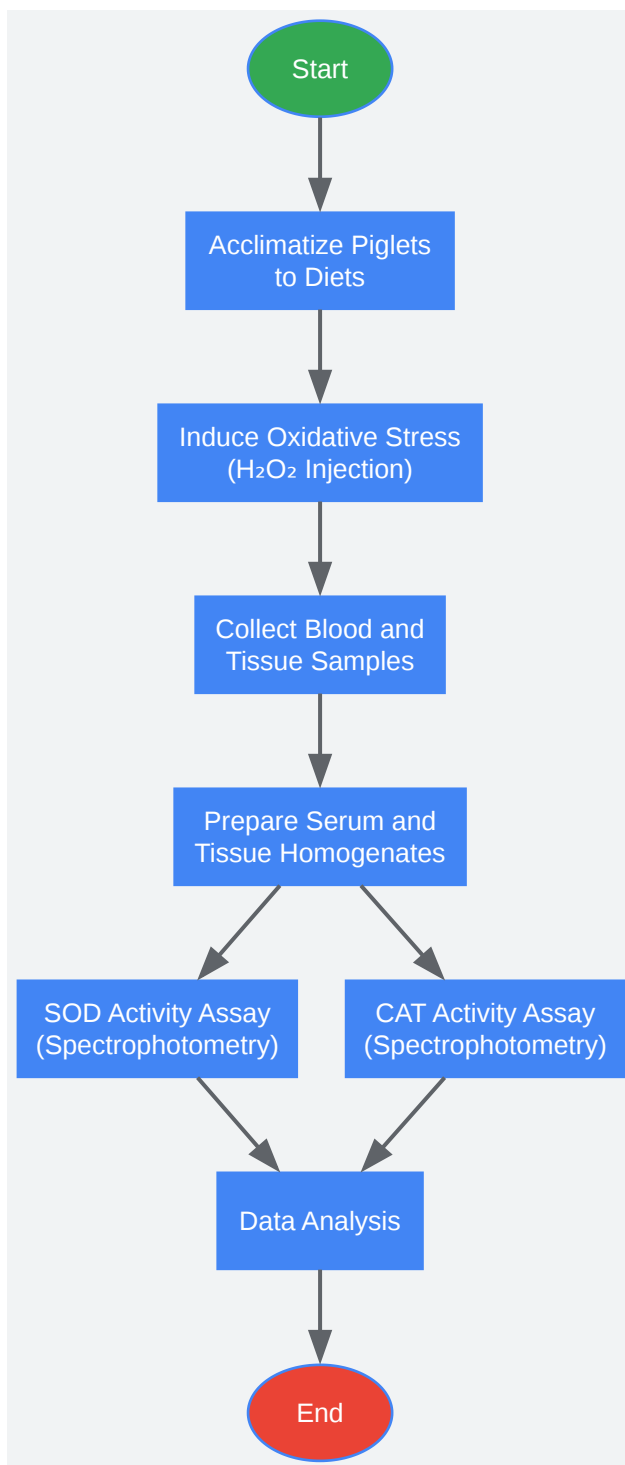 Start
Acclimatize Piglets
to Diets
Induce Oxidative Stress
(H₂O₂ Injection)
Collect Blood and
Tissue Samples
Prepare Serum and
Tissue Homogenates
SOD Activity Assay
(Spectrophotometry)
CAT Activity Assay
(Spectrophotometry)
Data Analysis
End